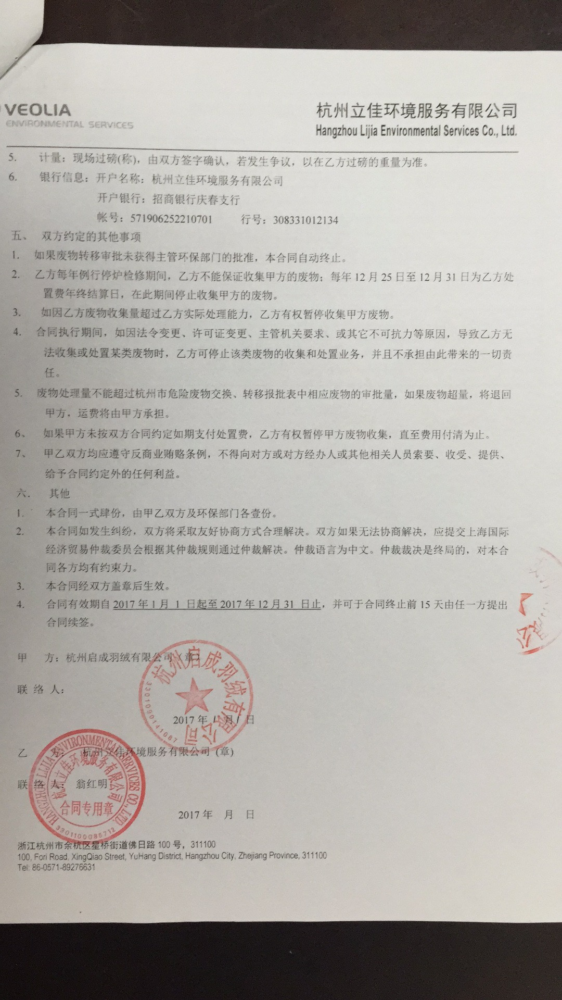 VEOLIA
ENVIRONMENTAL SERVICES
杭州立佳环境服务有限公司
Hangzhou Lijia Environmental Services Co., Ltd.
5. 计量：现场过磅(称)，由双方签字确认，若发生争议，以在乙方过磅的重量为准。
6. 银行信息：开户名称：杭州立佳环境服务有限公司
开户银行：招商银行庆春支行
帐号：571906252210701 行号：308331012134
五、 双方约定的其他事项
1. 如果废物转移审批未获得主管环保部门的批准，本合同自动终止。
2. 乙方每年例行停炉检修期间，乙方不能保证收集甲方的废物；每年 12 月 25 日至 12 月 31 日为乙方处
置费年终结算日，在此期间停止收集甲方的废物。
3. 如因乙方废物收集量超过乙方实际处理能力，乙方有权暂停收集甲方废物。
4. 合同执行期间，如因法令变更、许可证变更、主管机关要求、或其它不可抗力等原因，导致乙方无
法收集或处置某类废物时，乙方可停止该类废物的收集和处置业务，并且不承担由此带来的一切责
任。
5. 废物处理量不能超过杭州市危险废物交换、转移报批表中相应废物的审批量，如果废物超量，将退回
甲方，运费将由甲方承担。
6、 如果甲方未按双方合同约定如期支付处置费，乙方有权暂停甲方废物收集，直至费用付清为止。
7、 甲乙双方均应遵守反商业贿赂条例，不得向对方或对方经办人或其他相关人员索要、收受、提供、
给予合同约定外的任何利益。
六. 其他
1. 本合同一式肆份，由甲乙双方及环保部门各壹份。
2. 本合同如发生纠纷，双方将采取友好协商方式合理解决。双方如果无法协商解决，应提交上海国际
经济贸易仲裁委员会根据其仲裁规则通过仲裁解决。仲裁语言为中文。仲裁裁决是终局的，对本合
同各方均有约束力。
3. 本合同经双方盖章后生效。
4. 合同有效期自 2017 年 1 月 1 日起至 2017 年 12 月 31 日止，并可于合同终止前 15 天由任一方提出
合同续签。
限公
甲 方：杭州启成羽绒有限公司（章）
杭州启成羽绒有限公司
3301090141087
联 络 人：
2017 年 1 月 1 日
乙 方： 杭州立佳环境服务有限公司 (章)
联 络 人： 翁红明
HANGZHOU LIJIA ENVIRONMENTAL SERVICES CO., LTD.
杭州立佳环境服务有限公司
合同专用章
3301100086712
2017 年 月 日
浙江杭州市余杭区星桥街道佛日路 100 号，311100
100, Fori Road, XingQiao Street, YuHang District, Hangzhou City, Zhejiang Province, 311100
Tel: 86-0571-89276631